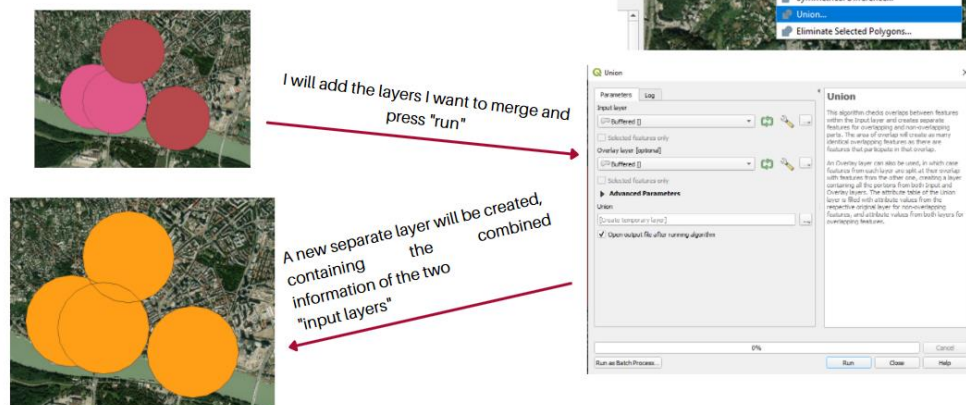 Union...
Eliminate Selected Polygons...
I will add the layers I want to merge and
press "run"
A new separate layer will be created,
containing the combined
information of the two
"input layers"
Union
Parameters Log
Input layer
Buffered []
Selected features only
Overlay layer [optional]
Buffered []
Selected features only
Advanced Parameters
Union
[Create temporary layer]
Open output file after running algorithm
0%
Cancel
Run as Batch Process...
Run Close Help
Union
This algorithm checks overlaps between features
within the Input layer and creates separate
features for overlapping and non-overlapping
parts. The area of overlap will create as many
identical overlapping features as there are
features that participate in that overlap.
An Overlay layer can also be used, in which case
features from each layer are split at their overlap
with features from the other one, creating a layer
containing all the portions from both Input and
Overlay layers. The attribute table of the Union
layer is filled with attribute values from the
respective original layer for non-overlapping
features, and attribute values from both layers for
overlapping features.